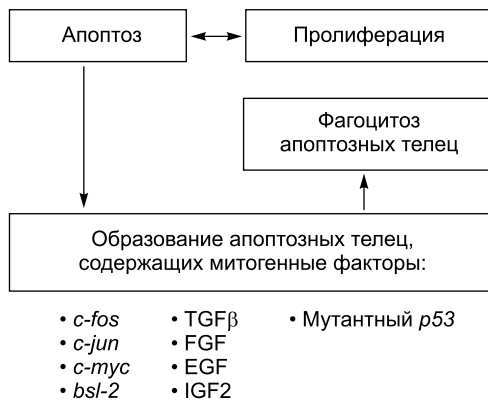 Апоптоз
Пролиферация
Фагоцитоз
апоптозных телец
Образование апоптозных телец,
содержащих митогенные факторы:
• c-fos • TGFβ • Мутантный p53
• c-jun • FGF
• c-myc • EGF
• bsl-2 • IGF2